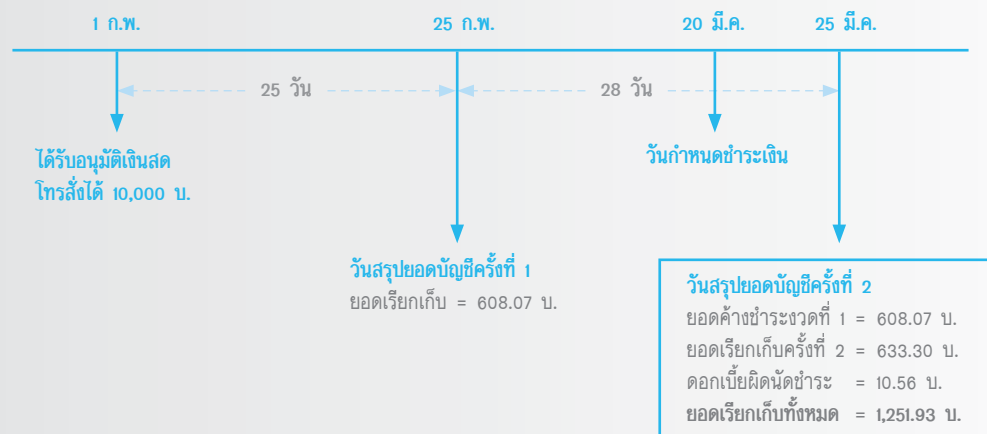 1 ก.พ. 25 ก.พ. 20 มี.ค. 25 มี.ค.
25 วัน 28 วัน
ได้รับอนุมัติเงินสด
โทรสั่งได้ 10,000 บ.
วันกำหนดชำระเงิน
วันสรุปยอดบัญชีครั้งที่ 1
ยอดเรียกเก็บ = 608.07 บ.
วันสรุปยอดบัญชีครั้งที่ 2
ยอดค้างชำระงวดที่ 1 = 608.07 บ.
ยอดเรียกเก็บครั้งที่ 2 = 633.30 บ.
ดอกเบี้ยผิดนัดชำระ = 10.56 บ.
ยอดเรียกเก็บทั้งหมด = 1,251.93 บ.